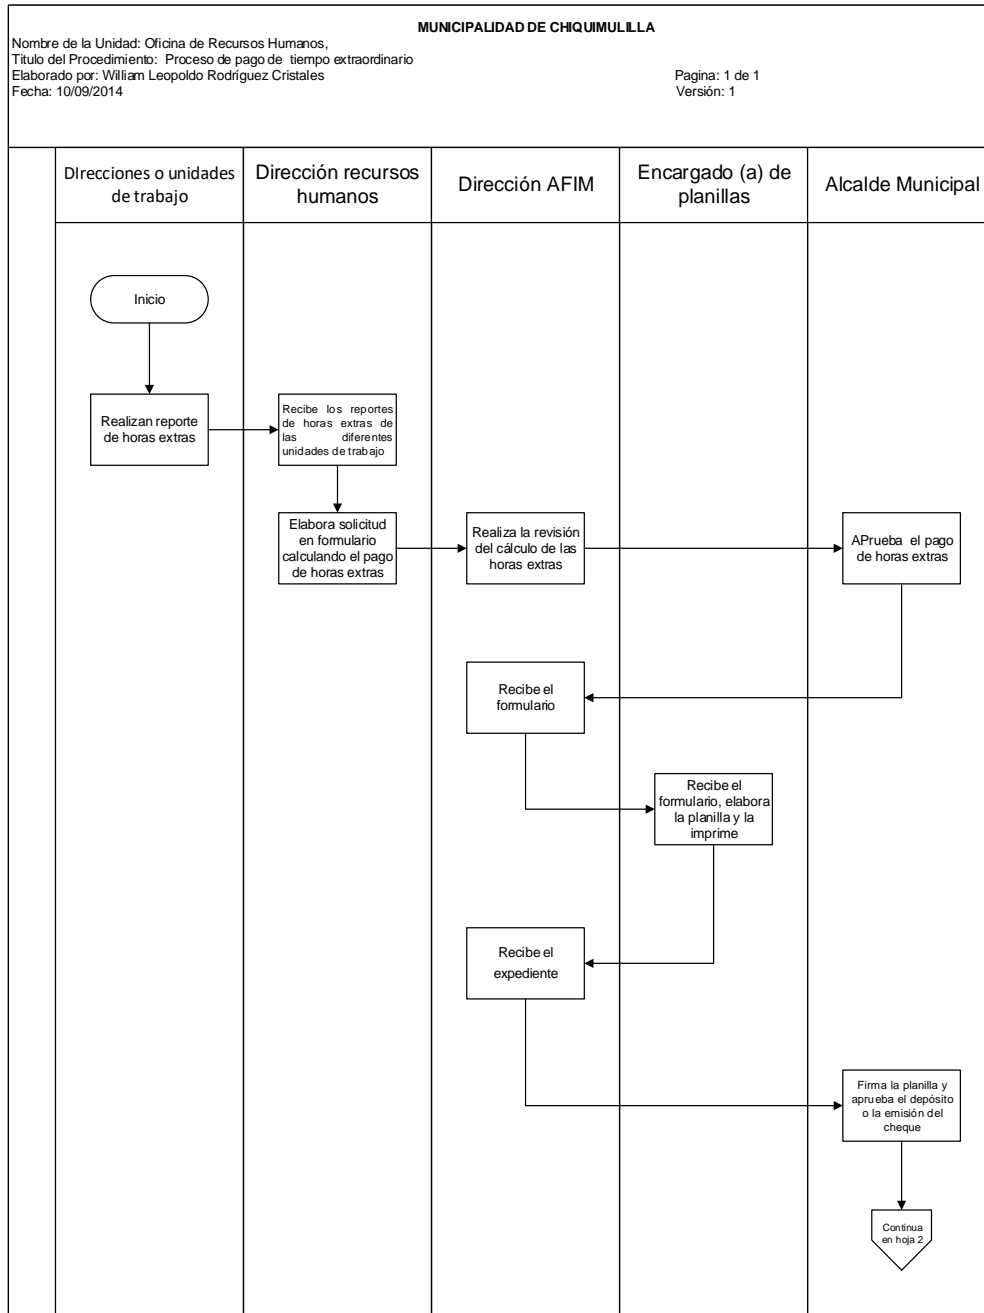 MUNICIPALIDAD DE CHIQUIMULILLA
Nombre de la Unidad: Oficina de Recursos Humanos,
Titulo del Procedimiento: Proceso de pago de tiempo extraordinario
Elaborado por: William Leopoldo Rodríguez Cristales
Pagina: 1 de 1
Fecha: 10/09/2014
Versión: 1
DIrecciones o unidades
de trabajo
Dirección recursos
humanos
Dirección AFIM
Encargado (a) de
planillas
Alcalde Municipal
Inicio
Realizan reporte
de horas extras
Recibe los reportes
de horas extras de
las diferentes
unidades de trabajo
Elabora solicitud
en formulario
calculando el pago
de horas extras
Realiza la revisión
del cálculo de las
horas extras
APrueba el pago
de horas extras
Recibe el
formulario
Recibe el
formulario, elabora
la planilla y la
imprime
Recibe el
expediente
Firma la planilla y
aprueba el depósito
o la emisión del
cheque
Continua
en hoja 2